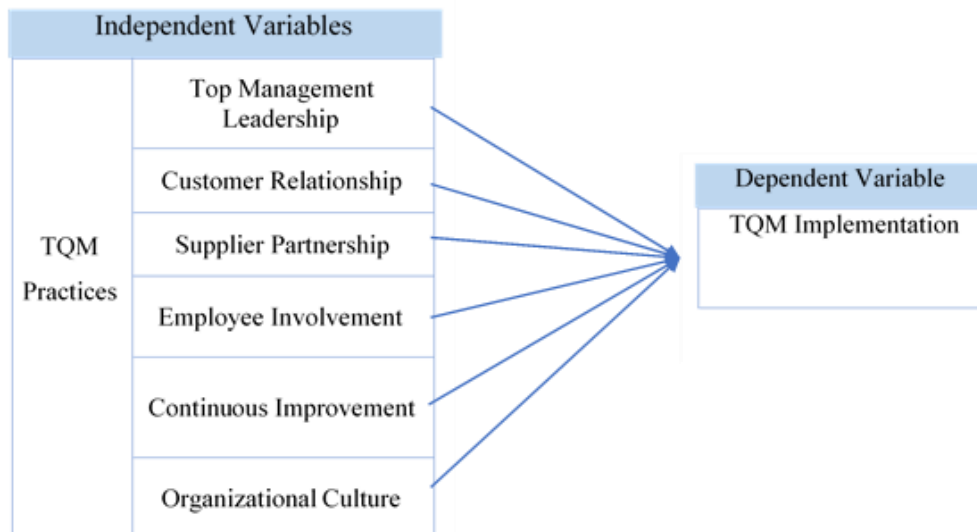 Independent Variables
TQM
Practices
Top Management
Leadership
Customer Relationship
Supplier Partnership
Employee Involvement
Continuous Improvement
Organizational Culture
Dependent Variable
TQM Implementation